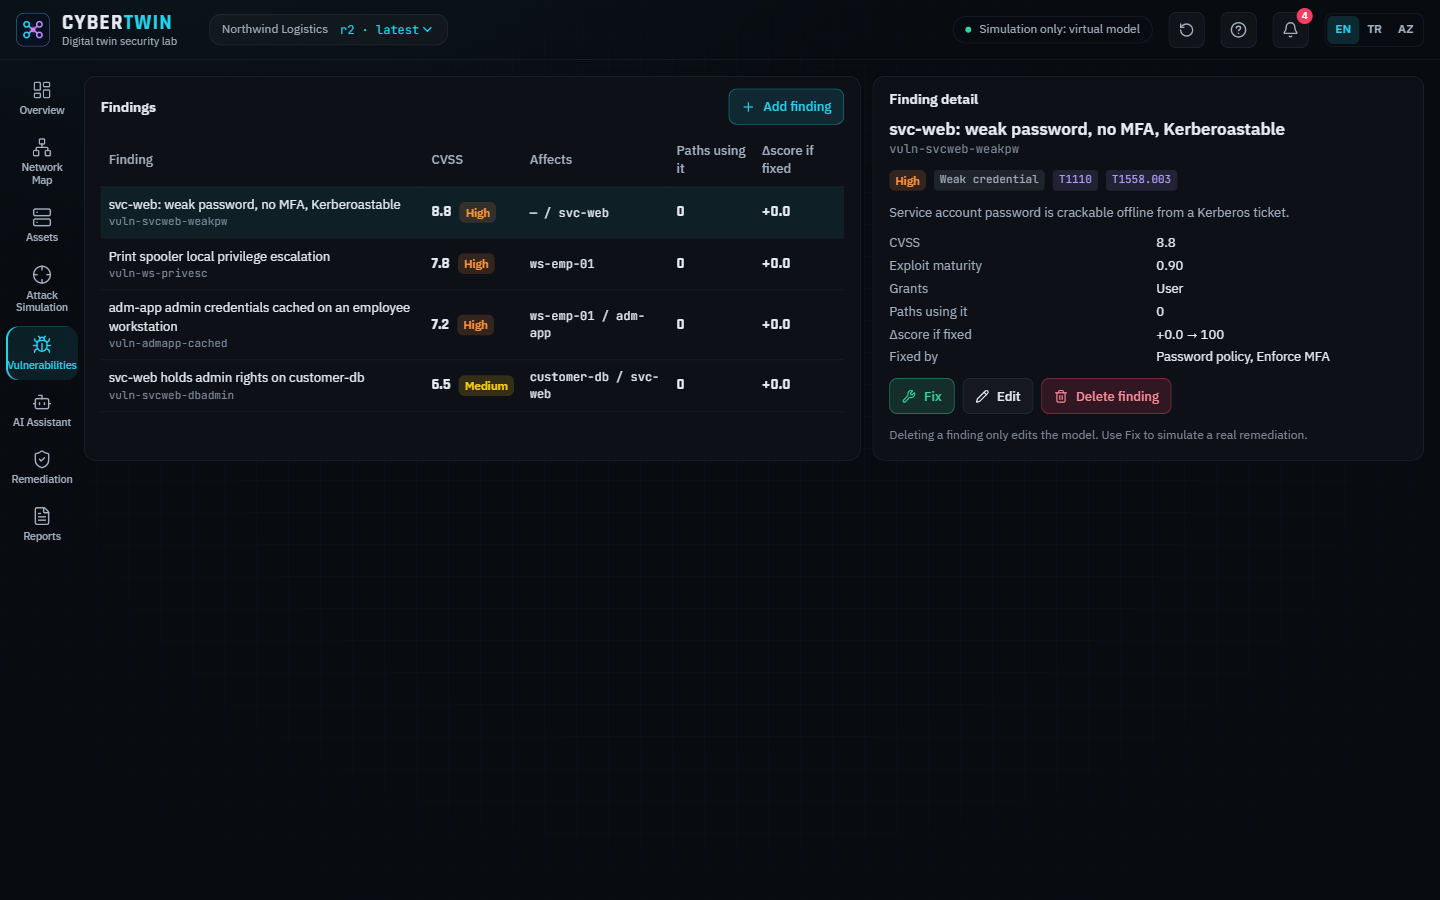 CYBERTWIN
Digital twin security lab
Northwind Logistics r2 · latest
Simulation only: virtual model
4
EN TR AZ
Overview
Network
Map
Assets
Attack
Simulation
Vulnerabilities
AI Assistant
Remediation
Reports
Findings
+ Add finding
Finding CVSS Affects Paths using it Δscore if fixed
svc-web: weak password, no MFA, Kerberoastable
vuln-svcweb-weakpw
8.8 High — / svc-web 0 +0.0
Print spooler local privilege escalation
vuln-ws-privesc
7.8 High ws-emp-01 0 +0.0
adm-app admin credentials cached on an employee
workstation
vuln-admapp-cached
7.2 High ws-emp-01 / adm-app 0 +0.0
svc-web holds admin rights on customer-db
vuln-svcweb-dbadmin
6.5 Medium customer-db / svc-web 0 +0.0
Finding detail
svc-web: weak password, no MFA, Kerberoastable
vuln-svcweb-weakpw
High Weak credential T1110 T1558.003
Service account password is crackable offline from a Kerberos ticket.
CVSS 8.8
Exploit maturity 0.90
Grants User
Paths using it 0
Δscore if fixed +0.0 → 100
Fixed by Password policy, Enforce MFA
Fix Edit Delete finding
Deleting a finding only edits the model. Use Fix to simulate a real remediation.